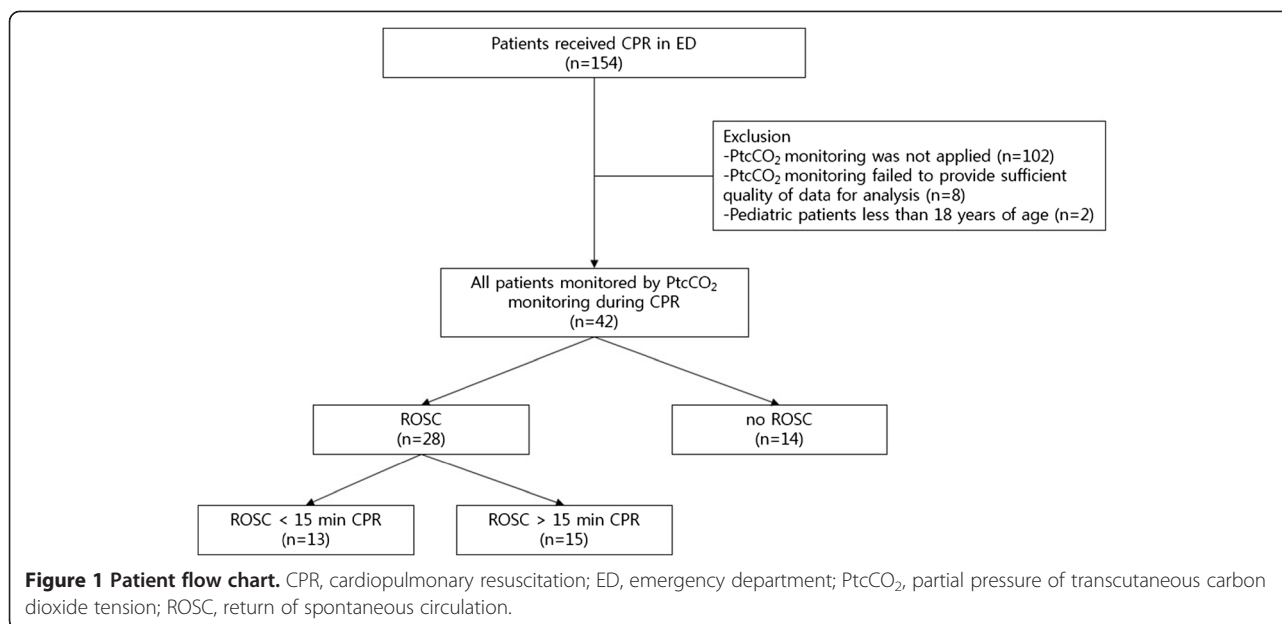 Patients received CPR in ED
(n=154)
Exclusion
-PtcCO₂ monitoring was not applied (n=102)
-PtcCO₂ monitoring failed to provide sufficient
quality of data for analysis (n=8)
-Pediatric patients less than 18 years of age (n=2)
All patients monitored by PtcCO₂
monitoring during CPR
(n=42)
ROSC
(n=28)
no ROSC
(n=14)
ROSC < 15 min CPR
(n=13)
ROSC > 15 min CPR
(n=15)
Figure 1 Patient flow chart. CPR, cardiopulmonary resuscitation; ED, emergency department; PtcCO₂, partial pressure of transcutaneous carbon
dioxide tension; ROSC, return of spontaneous circulation.